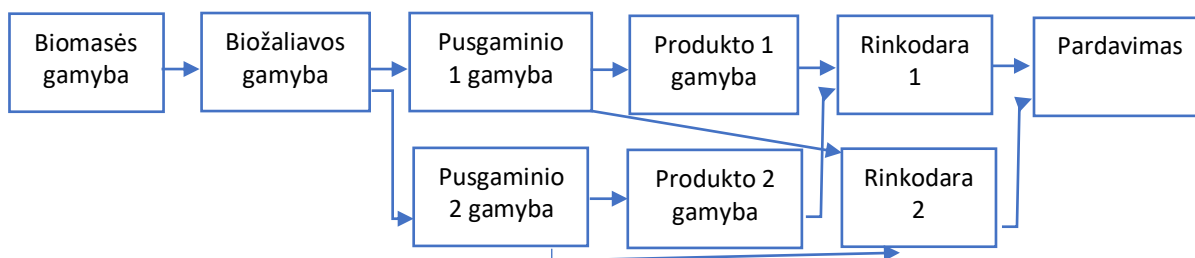 Biomasės
gamyba
Biožaliavos
gamyba
Pusgaminio
1 gamyba
Produkto 1
gamyba
Rinkodara
1
Pardavimas
Pusgaminio
2 gamyba
Produkto 2
gamyba
Rinkodara
2